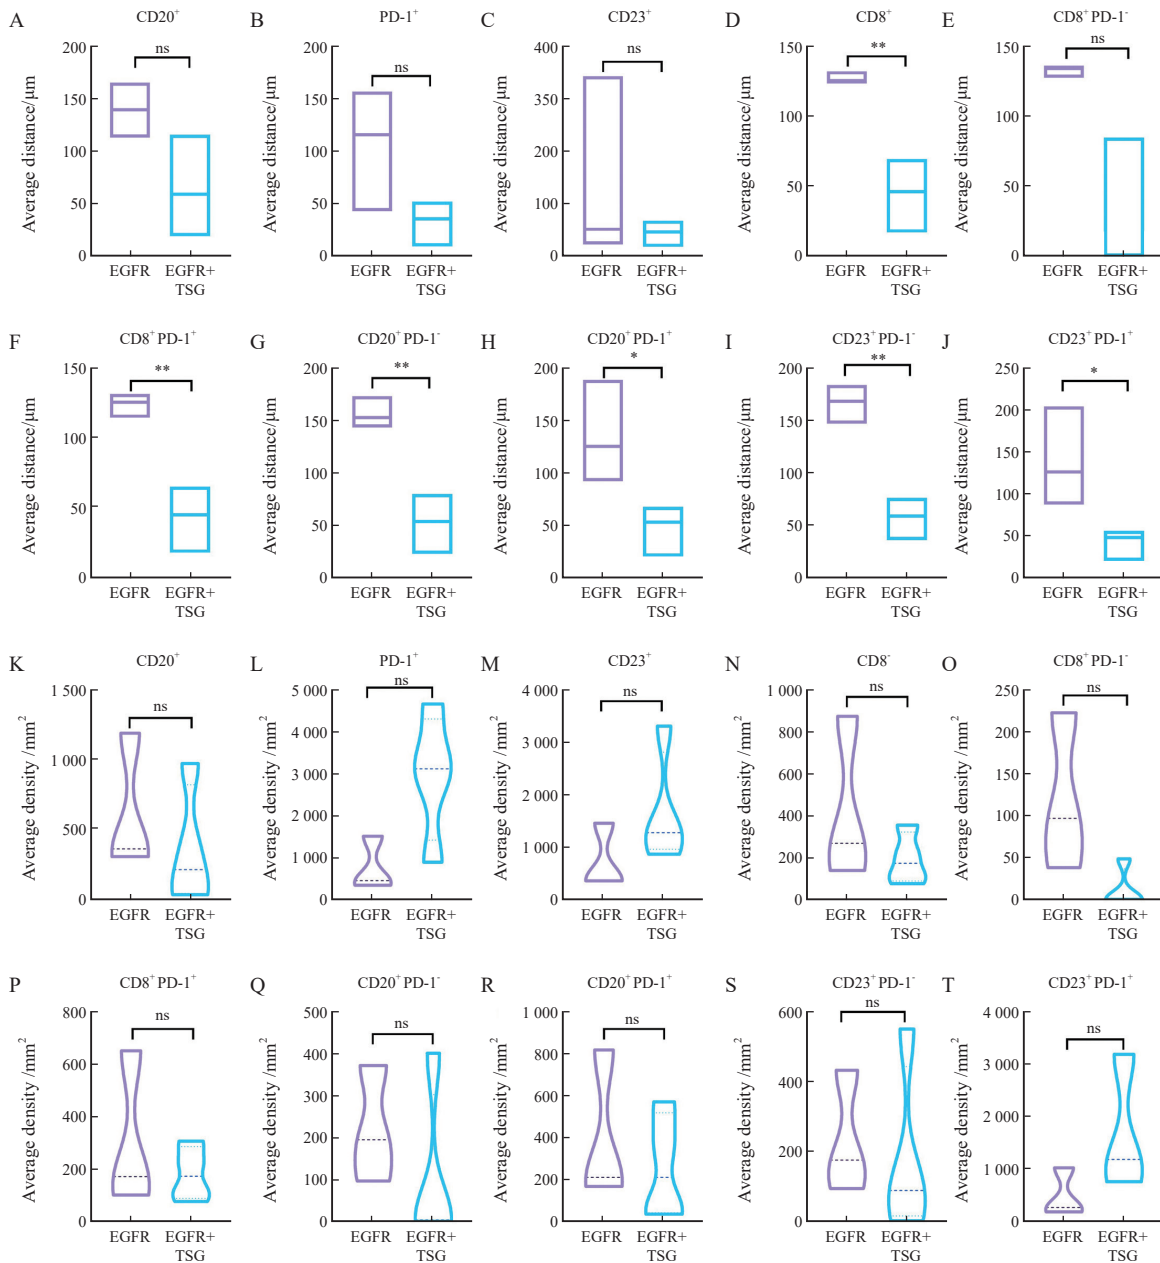 A CD20+
ns
Average distance/μm
200
150
100
50
0
EGFR EGFR+
TSG
B PD-1+
ns
Average distance/μm
200
150
100
50
0
EGFR EGFR+
TSG
C CD23+
ns
Average distance/μm
400
350
200
100
0
EGFR EGFR+
TSG
D CD8+
**
Average distance/μm
150
100
50
0
EGFR EGFR+
TSG
E CD8+PD-1-
ns
Average distance/μm
150
100
50
0
EGFR EGFR+
TSG
F CD8+PD-1+
**
Average distance/μm
150
100
50
0
EGFR EGFR+
TSG
G CD20+PD-1-
**
Average distance/μm
200
150
100
50
0
EGFR EGFR+
TSG
H CD20+PD-1+
*
Average distance/μm
200
150
100
50
0
EGFR EGFR+
TSG
I CD23+PD-1-
**
Average distance/μm
200
150
100
50
0
EGFR EGFR+
TSG
J CD23+PD-1+
*
Average distance/μm
250
200
150
100
50
0
EGFR EGFR+
TSG
K CD20+
ns
Average density /mm2
1 500
1 000
500
0
EGFR EGFR+
TSG
L PD-1+
ns
Average density /mm2
5 000
4 000
3 000
2 000
1 000
0
EGFR EGFR+
TSG
M CD23+
ns
Average density /mm2
4 000
3 000
2 000
1 000
0
EGFR EGFR+
TSG
N CD8-
ns
Average density /mm2
1 000
800
600
400
200
0
EGFR EGFR+
TSG
O CD8+PD-1-
ns
Average density /mm2
250
200
150
100
50
0
EGFR EGFR+
TSG
P CD8+PD-1+
ns
Average density /mm2
800
600
400
200
0
EGFR EGFR+
TSG
Q CD20+PD-1-
ns
Average density /mm2
500
400
300
200
100
0
EGFR EGFR+
TSG
R CD20+PD-1+
ns
Average density /mm2
1 000
800
600
400
200
0
EGFR EGFR+
TSG
S CD23+PD-1-
ns
Average density /mm2
600
400
200
0
EGFR EGFR+
TSG
T CD23+PD-1+
ns
Average density /mm2
4 000
3 000
2 000
1 000
0
EGFR EGFR+
TSG